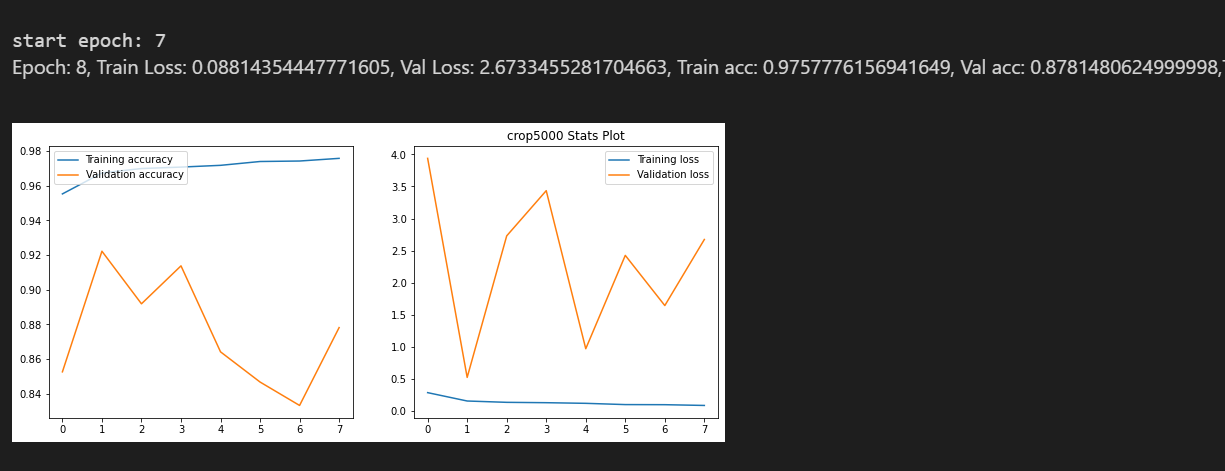 start epoch: 7
Epoch: 8, Train Loss: 0.08814354447771605, Val Loss: 2.6733455281704663, Train acc: 0.9757776156941649, Val acc: 0.8781480624999998,
crop5000 Stats Plot
Training accuracy
Validation accuracy
0.98
0.96
0.94
0.92
0.90
0.88
0.86
0.84
0 1 2 3 4 5 6 7
Training loss
Validation loss
4.0
3.5
3.0
2.5
2.0
1.5
1.0
0.5
0.0
0 1 2 3 4 5 6 7